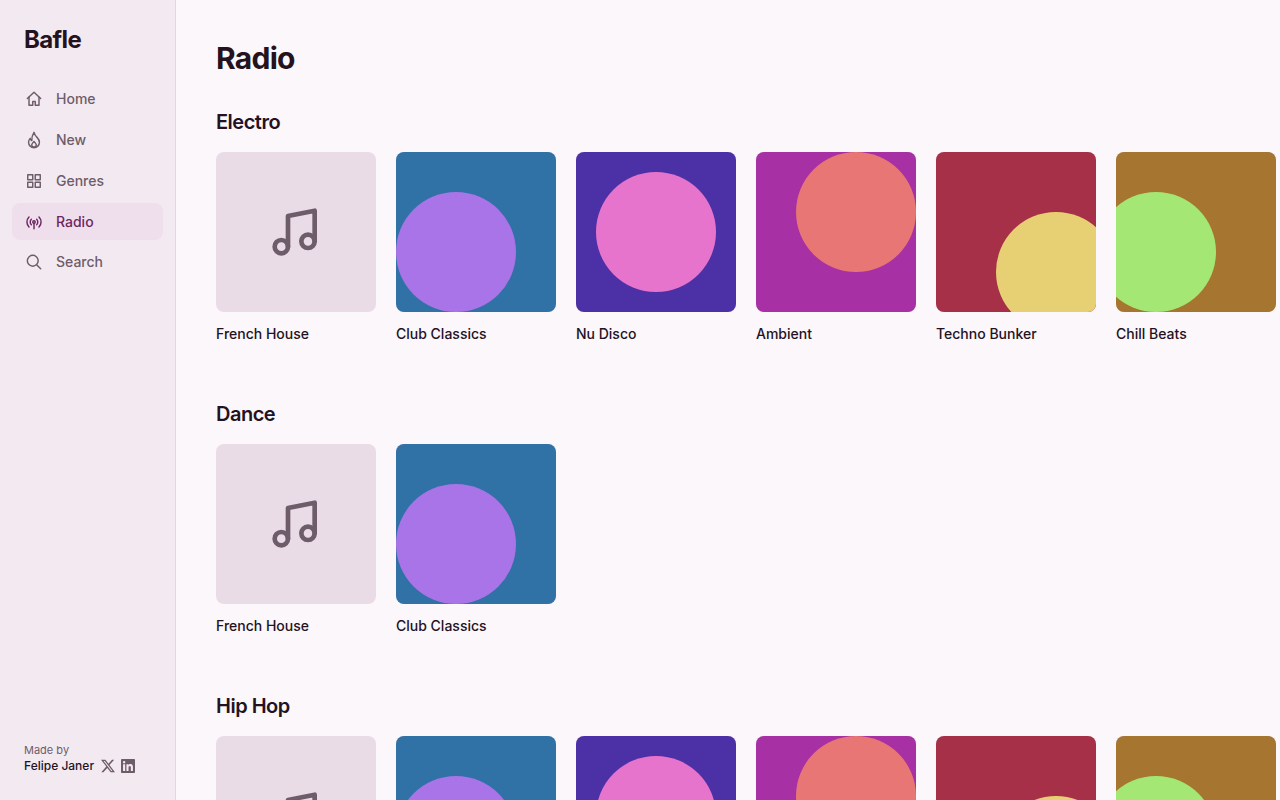 Bafle
Home
New
Genres
Radio
Search
Made by
Felipe Janer
Radio
Electro
French House
Club Classics
Nu Disco
Ambient
Techno Bunker
Chill Beats
Dance
French House
Club Classics
Hip Hop